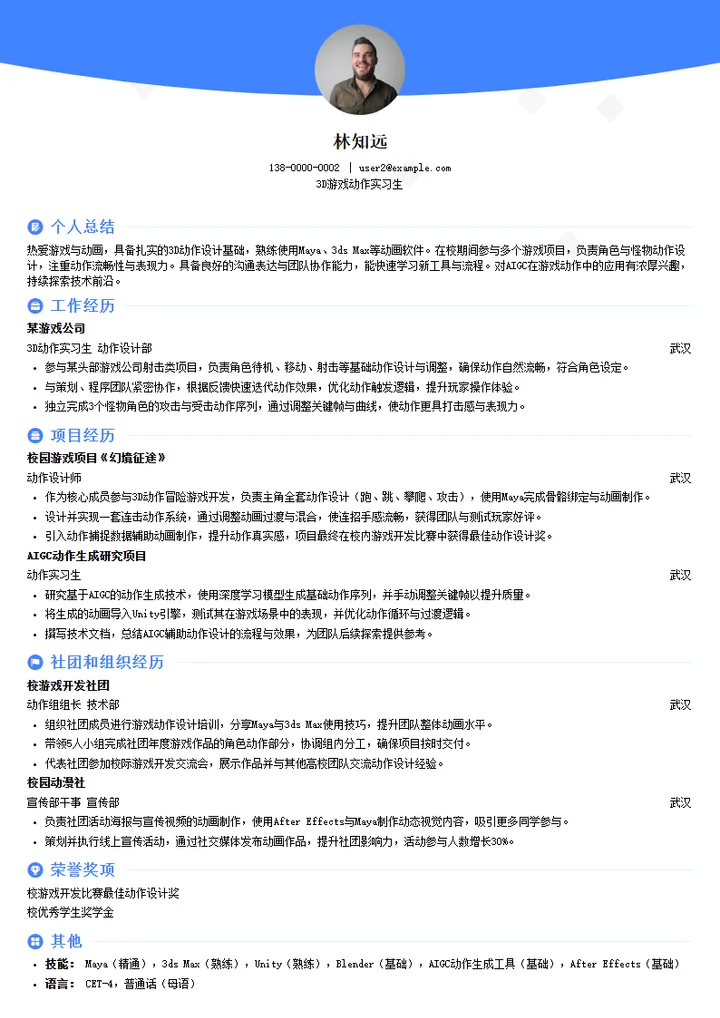 林知远
138-0000-0002 | user2@example.com
3D游戏动作实习生
个人总结
热爱游戏与动画，具备扎实的3D动作设计基础，熟练使用Maya、3ds Max等动画软件。在校期间参与多个游戏项目，负责角色与怪物动作设
计，注重动作流畅性与表现力。具备良好的沟通表达与团队协作能力，能快速学习新工具与流程。对AIGC在游戏动作中的应用有浓厚兴趣，
持续探索技术前沿。
工作经历
某游戏公司
3D动作实习生 动作设计部 武汉
• 参与某头部游戏公司射击类项目，负责角色待机、移动、射击等基础动作设计与调整，确保动作自然流畅，符合角色设定。
• 与策划、程序团队紧密协作，根据反馈快速迭代动作效果，优化动作触发逻辑，提升玩家操作体验。
• 独立完成3个怪物角色的攻击与受击动作序列，通过调整关键帧与曲线，使动作更具打击感与表现力。
项目经历
校园游戏项目《幻境征途》
动作设计师 武汉
• 作为核心成员参与3D动作冒险游戏开发，负责主角全套动作设计（跑、跳、攀爬、攻击），使用Maya完成骨骼绑定与动画制作。
• 设计并实现一套连击动作系统，通过调整动画过渡与混合，使连招手感流畅，获得团队与测试玩家好评。
• 引入动作捕捉数据辅助动画制作，提升动作真实感，项目最终在校内游戏开发比赛中获得最佳动作设计奖。
AIGC动作生成研究项目
动作实习生 武汉
• 研究基于AIGC的动作生成技术，使用深度学习模型生成基础动作序列，并手动调整关键帧以提升质量。
• 将生成的动画导入Unity引擎，测试其在游戏场景中的表现，并优化动作循环与过渡逻辑。
• 撰写技术文档，总结AIGC辅助动作设计的流程与效果，为团队后续探索提供参考。
社团和组织经历
校游戏开发社团
动作组组长 技术部 武汉
• 组织社团成员进行游戏动作设计培训，分享Maya与3ds Max使用技巧，提升团队整体动画水平。
• 带领5人小组完成社团年度游戏作品的角色动作部分，协调组内分工，确保项目按时交付。
• 代表社团参加校际游戏开发交流会，展示作品并与其他高校团队交流动作设计经验。
校园动漫社
宣传部干事 宣传部 武汉
• 负责社团活动海报与宣传视频的动画制作，使用After Effects与Maya制作动态视觉内容，吸引更多同学参与。
• 策划并执行线上宣传活动，通过社交媒体发布动画作品，提升社团影响力，活动参与人数增长30%。
荣誉奖项
校游戏开发比赛最佳动作设计奖
校优秀学生奖学金
其他
• 技能： Maya（精通），3ds Max（熟练），Unity（熟练），Blender（基础），AIGC动作生成工具（基础），After Effects（基础）
• 语言： CET-4，普通话（母语）